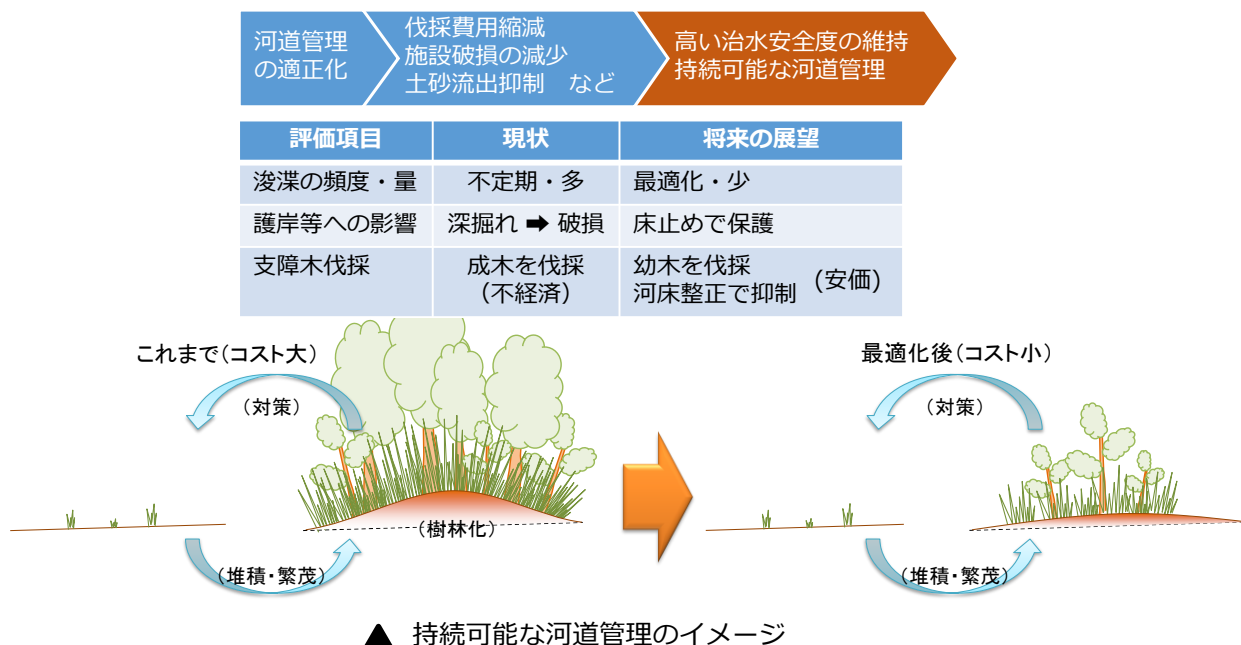 河道管理
の適正化
伐採費用縮減
施設破損の減少
土砂流出抑制　など
高い治水安全度の維持
持続可能な河道管理
評価項目 現状 将来の展望
浚渫の頻度・量 不定期・多 最適化・少
護岸等への影響 深掘れ ➡ 破損 床止めで保護
支障木伐採 成木を伐採 幼木を伐採
（不経済） 河床整正で抑制 (安価)
これまで（コスト大）
（対策）
（樹林化）
（堆積・繁茂）
最適化後（コスト小）
（対策）
（堆積・繁茂）
▲ 持続可能な河道管理のイメージ